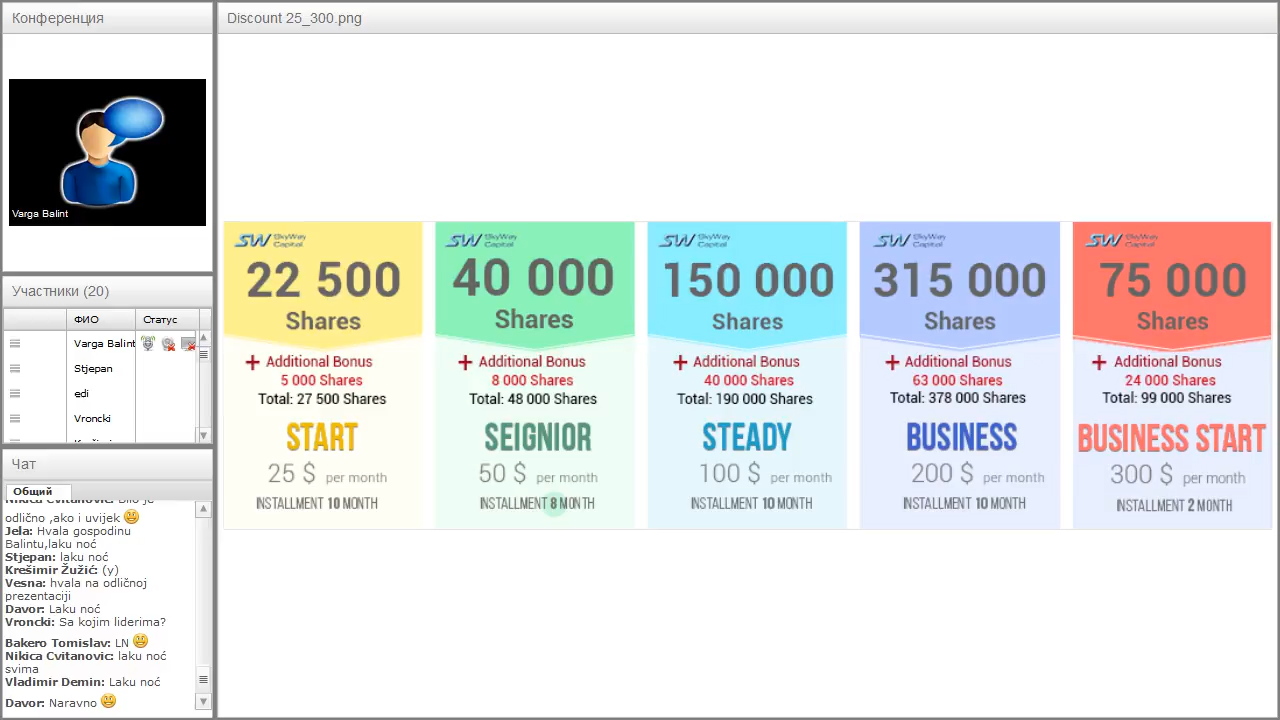 Конференция
Varga Balint
Участники (20)
ФИО
Статус
Varga Balint
Stjepan
edi
Vroncki
Чат
Общий
Nikica Cvitanovic: Bilo je
odlično ,ako i uvijek
Jela: Hvala gospodinu
Balintu,laku noć
Stjepan: laku noć
Krešimir Žužić: (y)
Vesna: hvala na odličnoj
prezentaciji
Davor: Laku noć
Vroncki: Sa kojim liderima?
Bakero Tomislav: LN
Nikica Cvitanovic: laku noć
svima
Vladimir Demin: Laku noć
Davor: Naravno
Discount 25_300.png
SW SkyWay
Capital
22 500
Shares
+ Additional Bonus
5 000 Shares
Total: 27 500 Shares
START
25 $ per month
INSTALLMENT 10 MONTH
SW SkyWay
Capital
40 000
Shares
+ Additional Bonus
8 000 Shares
Total: 48 000 Shares
SEIGNIOR
50 $ per month
INSTALLMENT 8 MONTH
SW SkyWay
Capital
150 000
Shares
+ Additional Bonus
40 000 Shares
Total: 190 000 Shares
STEADY
100 $ per month
INSTALLMENT 10 MONTH
SW SkyWay
Capital
315 000
Shares
+ Additional Bonus
63 000 Shares
Total: 378 000 Shares
BUSINESS
200 $ per month
INSTALLMENT 10 MONTH
SW SkyWay
Capital
75 000
Shares
+ Additional Bonus
24 000 Shares
Total: 99 000 Shares
BUSINESS START
300 $ per month
INSTALLMENT 2 MONTH